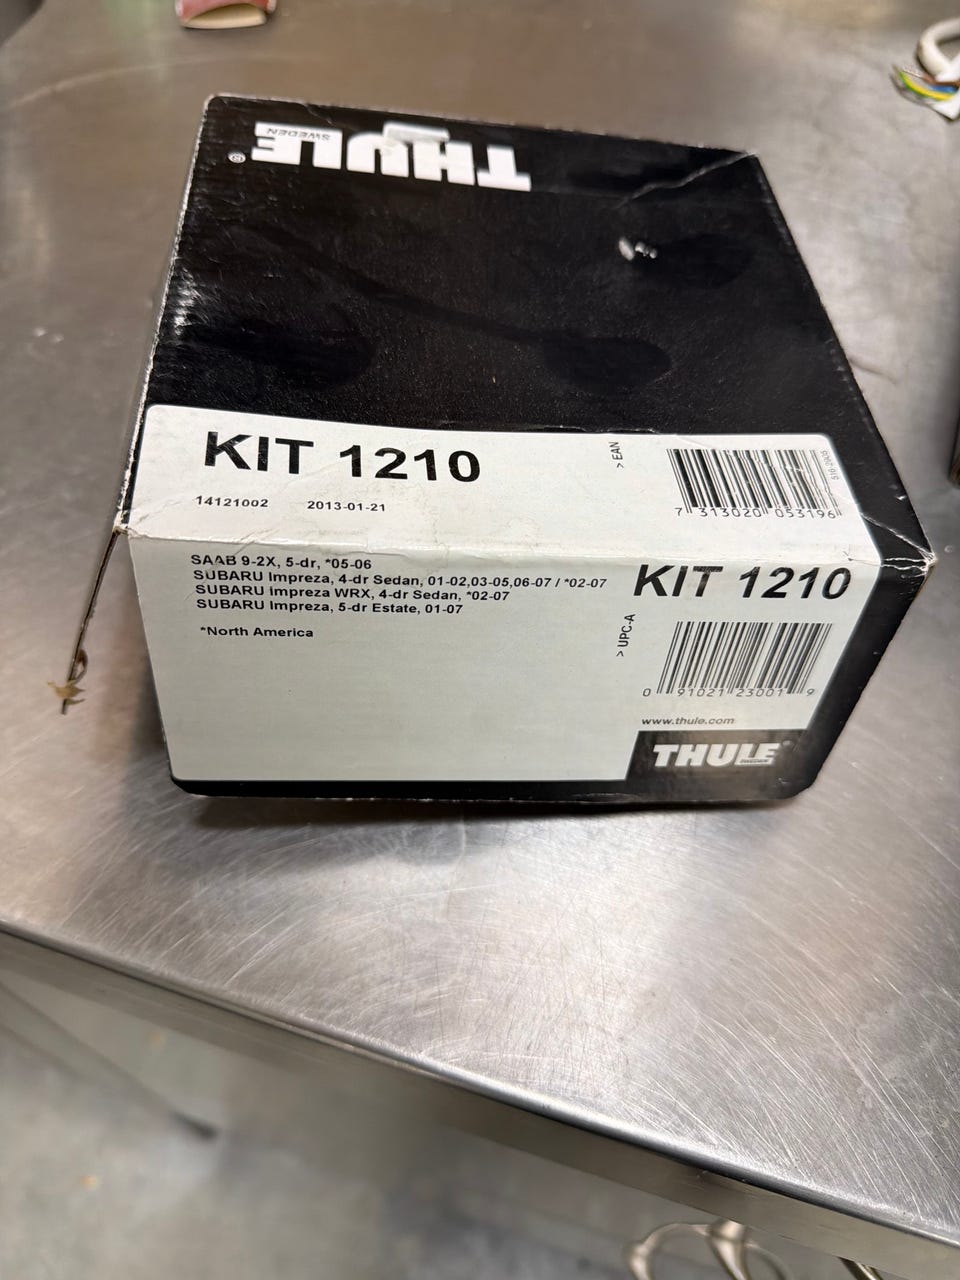 THULE®
SWEDEN
KIT 1210
14121002 2013-01-21
> EAN
7 313020 053196
SAAB 9-2X, 5-dr, *05-06
SUBARU Impreza, 4-dr Sedan, 01-02,03-05,06-07 / *02-07
SUBARU Impreza WRX, 4-dr Sedan, *02-07
SUBARU Impreza, 5-dr Estate, 01-07
*North America
KIT 1210
> UPC-A
0 91021 23001 9
www.thule.com
THULE®
SWEDEN